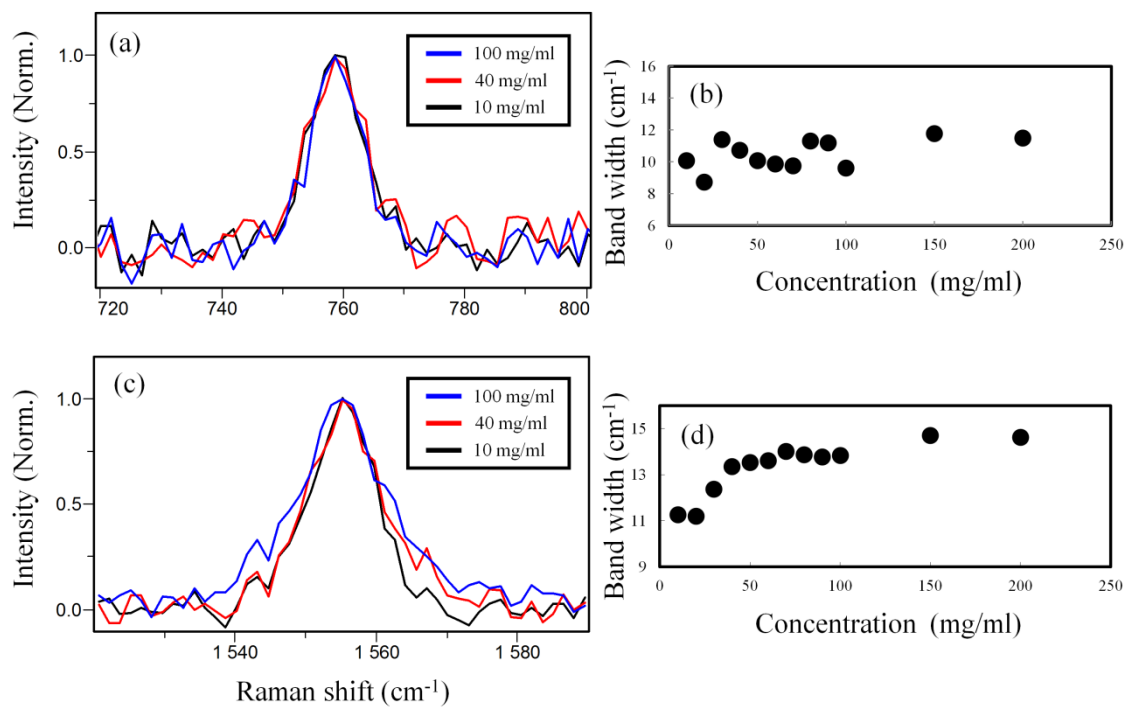 (a)
100 mg/ml
40 mg/ml
10 mg/ml
Intensity (Norm.)
1.0
0.5
0.0
720 740 760 780 800
(b)
Band width (cm-1)
16
14
12
10
8
6
0 50 100 150 200 250
Concentration (mg/ml)
(c)
100 mg/ml
40 mg/ml
10 mg/ml
Intensity (Norm.)
1.0
0.5
0.0
1 540 1 560 1 580
Raman shift (cm-1)
(d)
Band width (cm-1)
15
13
11
9
0 50 100 150 200 250
Concentration (mg/ml)